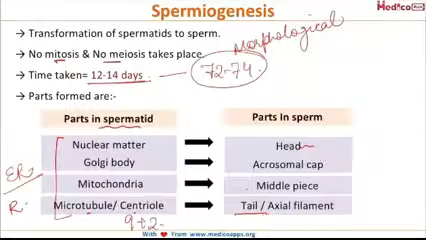 Spermiogenesis
MedicoApps
→ Transformation of spermatids to sperm.
→ No mitosis & No meiosis takes place.
Morphological
→ Time taken= 12-14 days
72-74
→ Parts formed are:-
Parts in spermatid Parts In sperm
Nuclear matter Head
Golgi body Acrosomal cap
ER
Mitochondria Middle piece
R
Microtubule/ Centriole Tail / Axial filament
9+2
With From www.medicoapps.org